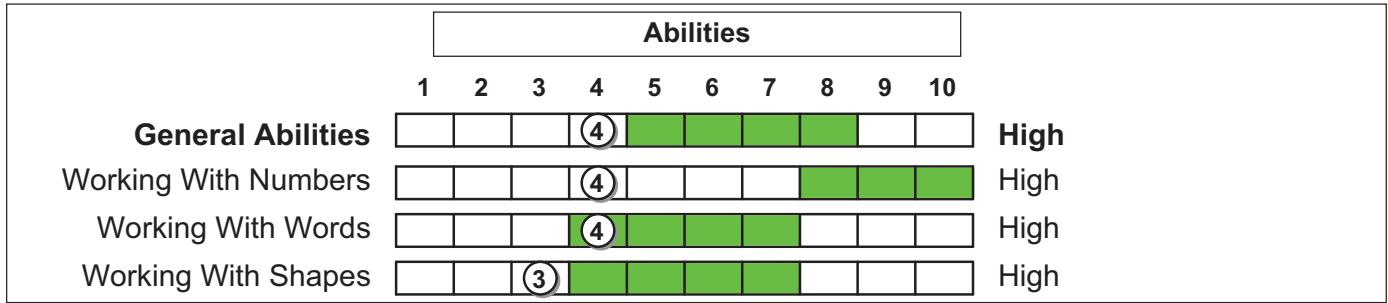 Abilities
1 2 3 4 5 6 7 8 9 10
General Abilities 4 High
Working With Numbers 4 High
Working With Words 4 High
Working With Shapes 3 High